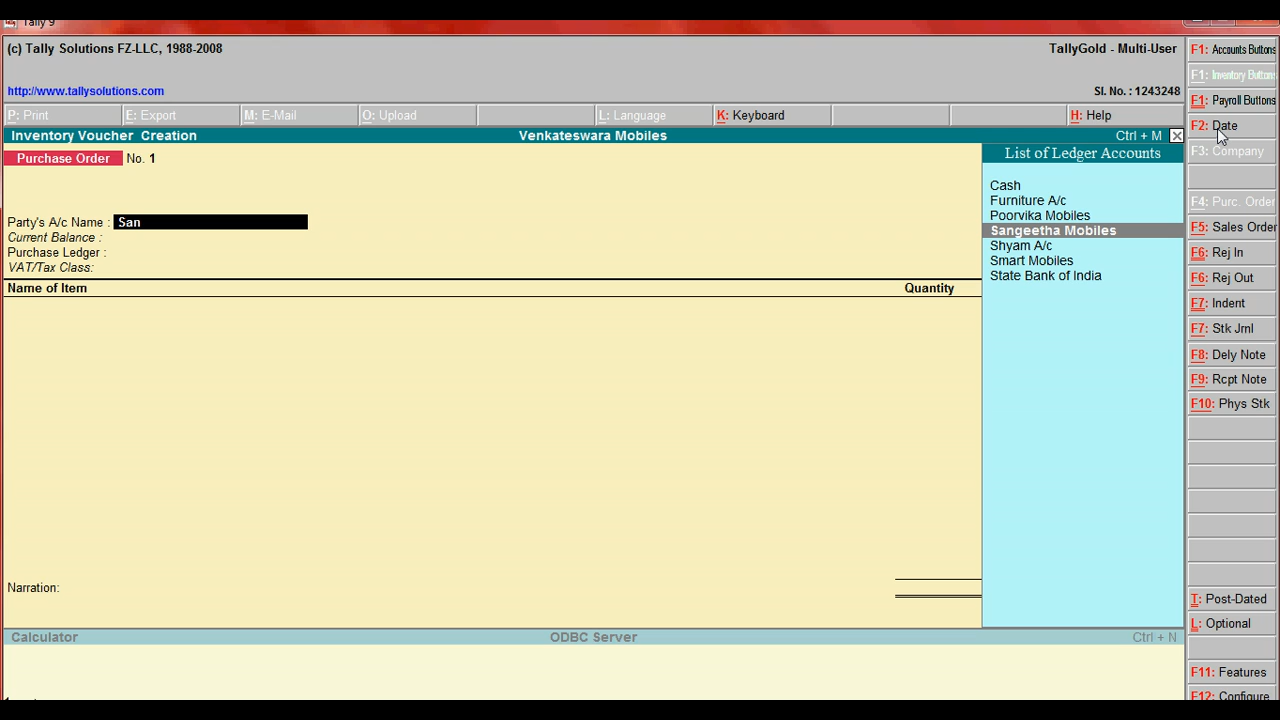 Tally 9
(c) Tally Solutions FZ-LLC, 1988-2008
TallyGold - Multi-User
http://www.tallysolutions.com
Sl. No. : 1243248
P: Print
E: Export
M: E-Mail
O: Upload
L: Language
K: Keyboard
H: Help
Inventory Voucher Creation
Venkateswara Mobiles
Ctrl + M
Purchase Order No. 1
Party's A/c Name : San
Current Balance :
Purchase Ledger :
VAT/Tax Class:
Name of Item
Quantity
Narration:
List of Ledger Accounts
Cash
Furniture A/c
Poorvika Mobiles
Sangeetha Mobiles
Shyam A/c
Smart Mobiles
State Bank of India
Calculator
ODBC Server
Ctrl + N
F1: Accounts Buttons
F1: Inventory Buttons
F1: Payroll Buttons
F2: Date
F3: Company
F4: Purc. Order
F5: Sales Order
F6: Rej In
F6: Rej Out
F7: Indent
F7: Stk Jrnl
F8: Dely Note
F9: Rcpt Note
F10: Phys Stk
T: Post-Dated
L: Optional
F11: Features
F12: Configure